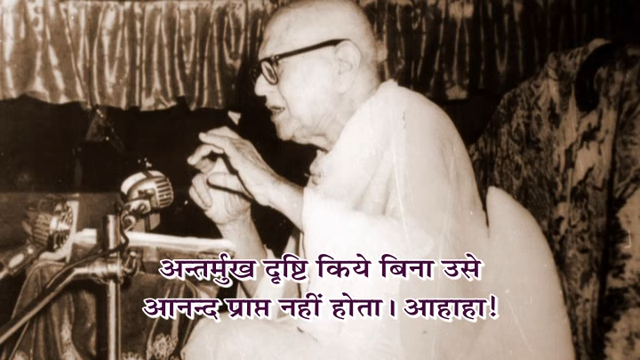 अन्तर्मुख दृष्टि किये बिना उसे
आनन्द प्राप्त नहीं होता। आहाहा!